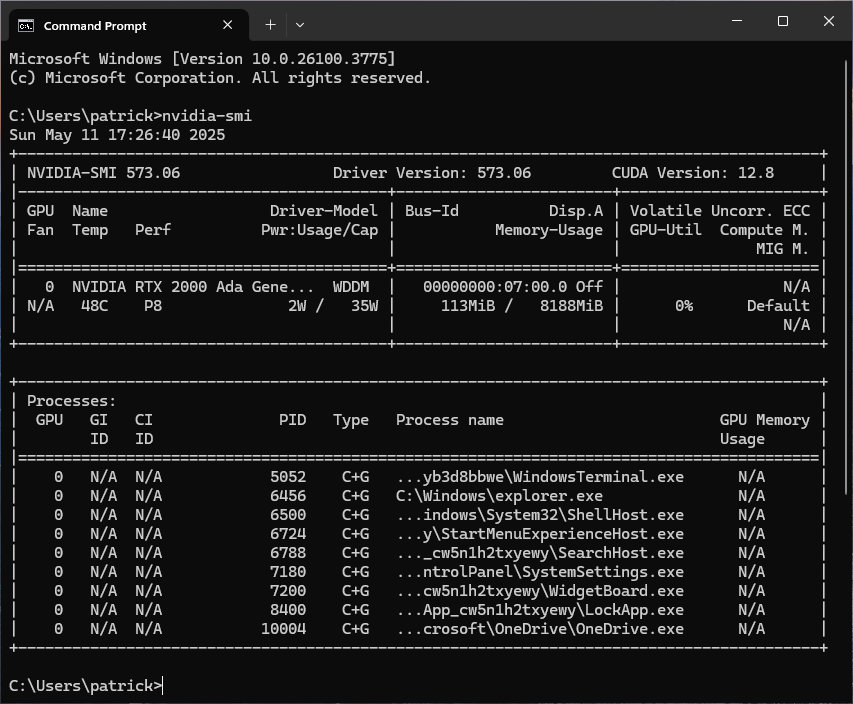 Command Prompt
Microsoft Windows [Version 10.0.26100.3775]
(c) Microsoft Corporation. All rights reserved.
C:\Users\patrick>nvidia-smi
Sun May 11 17:26:40 2025
+-----------------------------------------------------------------------------------------+
| NVIDIA-SMI 573.06                 Driver Version: 573.06         CUDA Version: 12.8     |
|-----------------------------------------+------------------------+----------------------+
| GPU  Name                  Driver-Model | Bus-Id          Disp.A | Volatile Uncorr. ECC |
| Fan  Temp   Perf          Pwr:Usage/Cap |           Memory-Usage | GPU-Util  Compute M. |
|                                         |                        |               MIG M. |
|=========================================+========================+======================|
|   0  NVIDIA RTX 2000 Ada Gene...  WDDM  |   00000000:07:00.0 Off |                  N/A |
| N/A   48C    P8              2W /   35W |     113MiB /   8188MiB |      0%      Default |
|                                         |                        |                  N/A |
+-----------------------------------------+------------------------+----------------------+
+-----------------------------------------------------------------------------------------+
| Processes:                                                                              |
|  GPU   GI   CI              PID   Type   Process name                        GPU Memory |
|        ID   ID                                                               Usage      |
|=========================================================================================|
|    0   N/A  N/A            5052    C+G   ...yb3d8bbwe\WindowsTerminal.exe      N/A      |
|    0   N/A  N/A            6456    C+G   C:\Windows\explorer.exe               N/A      |
|    0   N/A  N/A            6500    C+G   ...indows\System32\ShellHost.exe      N/A      |
|    0   N/A  N/A            6724    C+G   ...y\StartMenuExperienceHost.exe      N/A      |
|    0   N/A  N/A            6788    C+G   ..._cw5n1h2txyewy\SearchHost.exe      N/A      |
|    0   N/A  N/A            7180    C+G   ...ntrolPanel\SystemSettings.exe      N/A      |
|    0   N/A  N/A            7200    C+G   ...cw5n1h2txyewy\WidgetBoard.exe      N/A      |
|    0   N/A  N/A            8400    C+G   ...App_cw5n1h2txyewy\LockApp.exe      N/A      |
|    0   N/A  N/A           10004    C+G   ...crosoft\OneDrive\OneDrive.exe      N/A      |
+-----------------------------------------------------------------------------------------+
C:\Users\patrick>